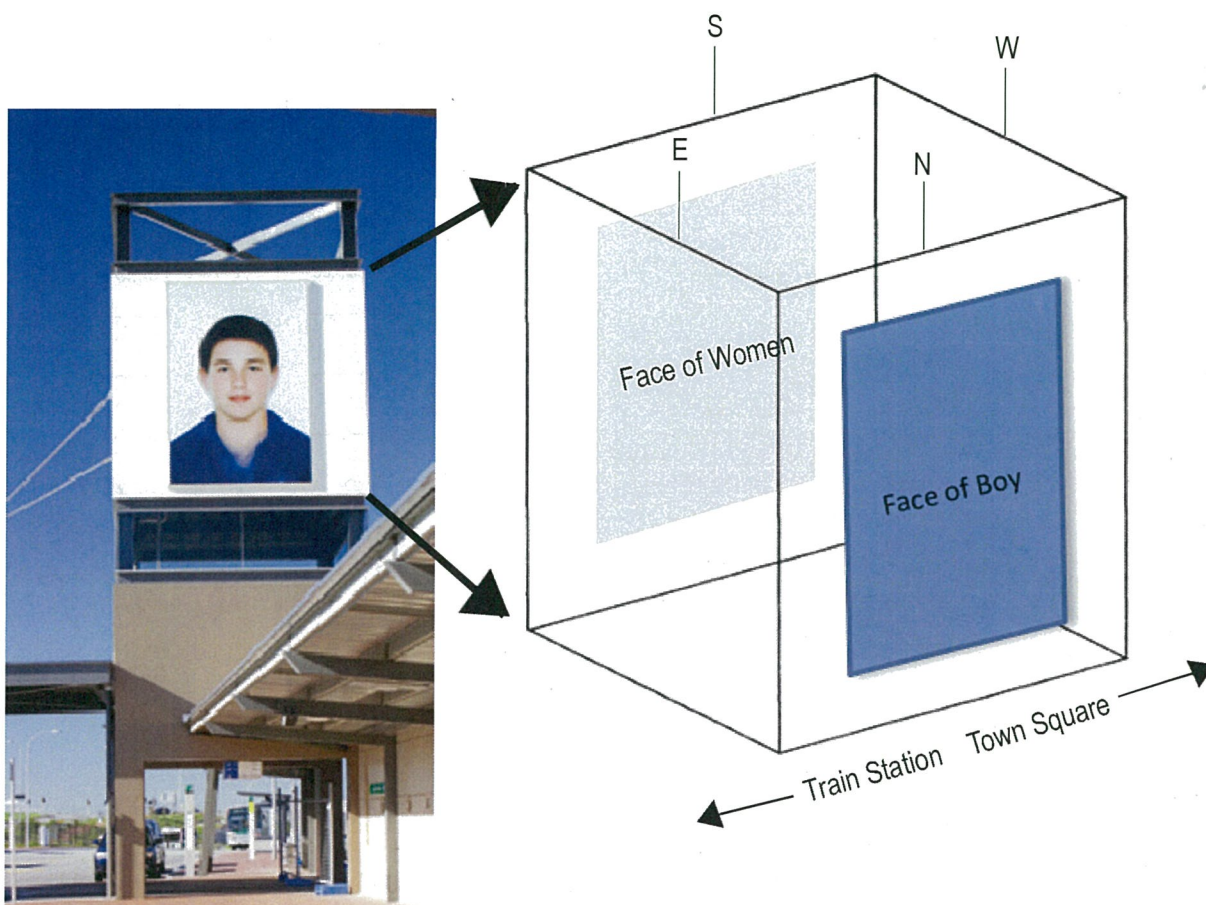 S
W
E
N
Face of Women
Face of Boy
Train Station
Town Square